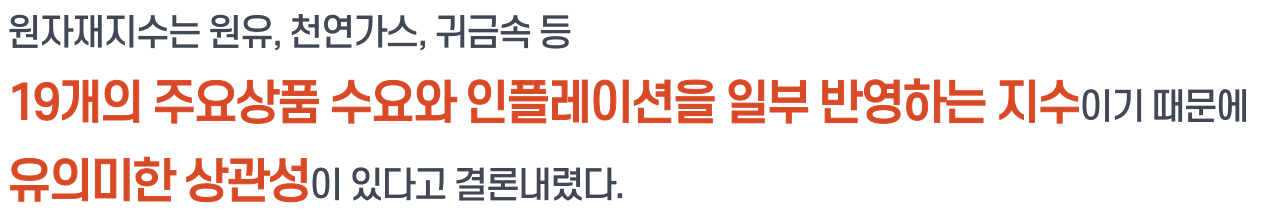 원자재지수는 원유, 천연가스, 귀금속 등
19개의 주요상품 수요와 인플레이션을 일부 반영하는 지수이기 때문에
유의미한 상관성이 있다고 결론내렸다.